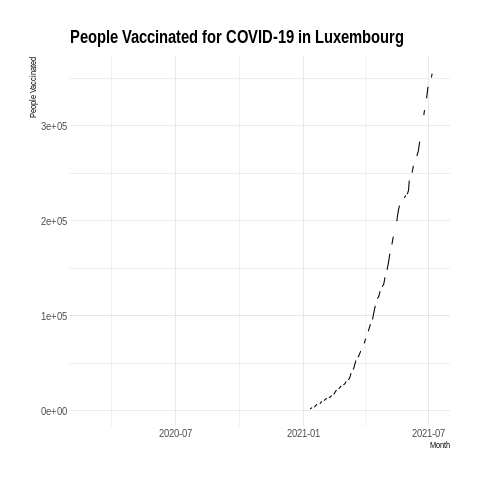 People Vaccinated for COVID-19 in Luxembourg
People Vaccinated
3e+05
2e+05
1e+05
0e+00
2020-07
2021-01
2021-07
Month